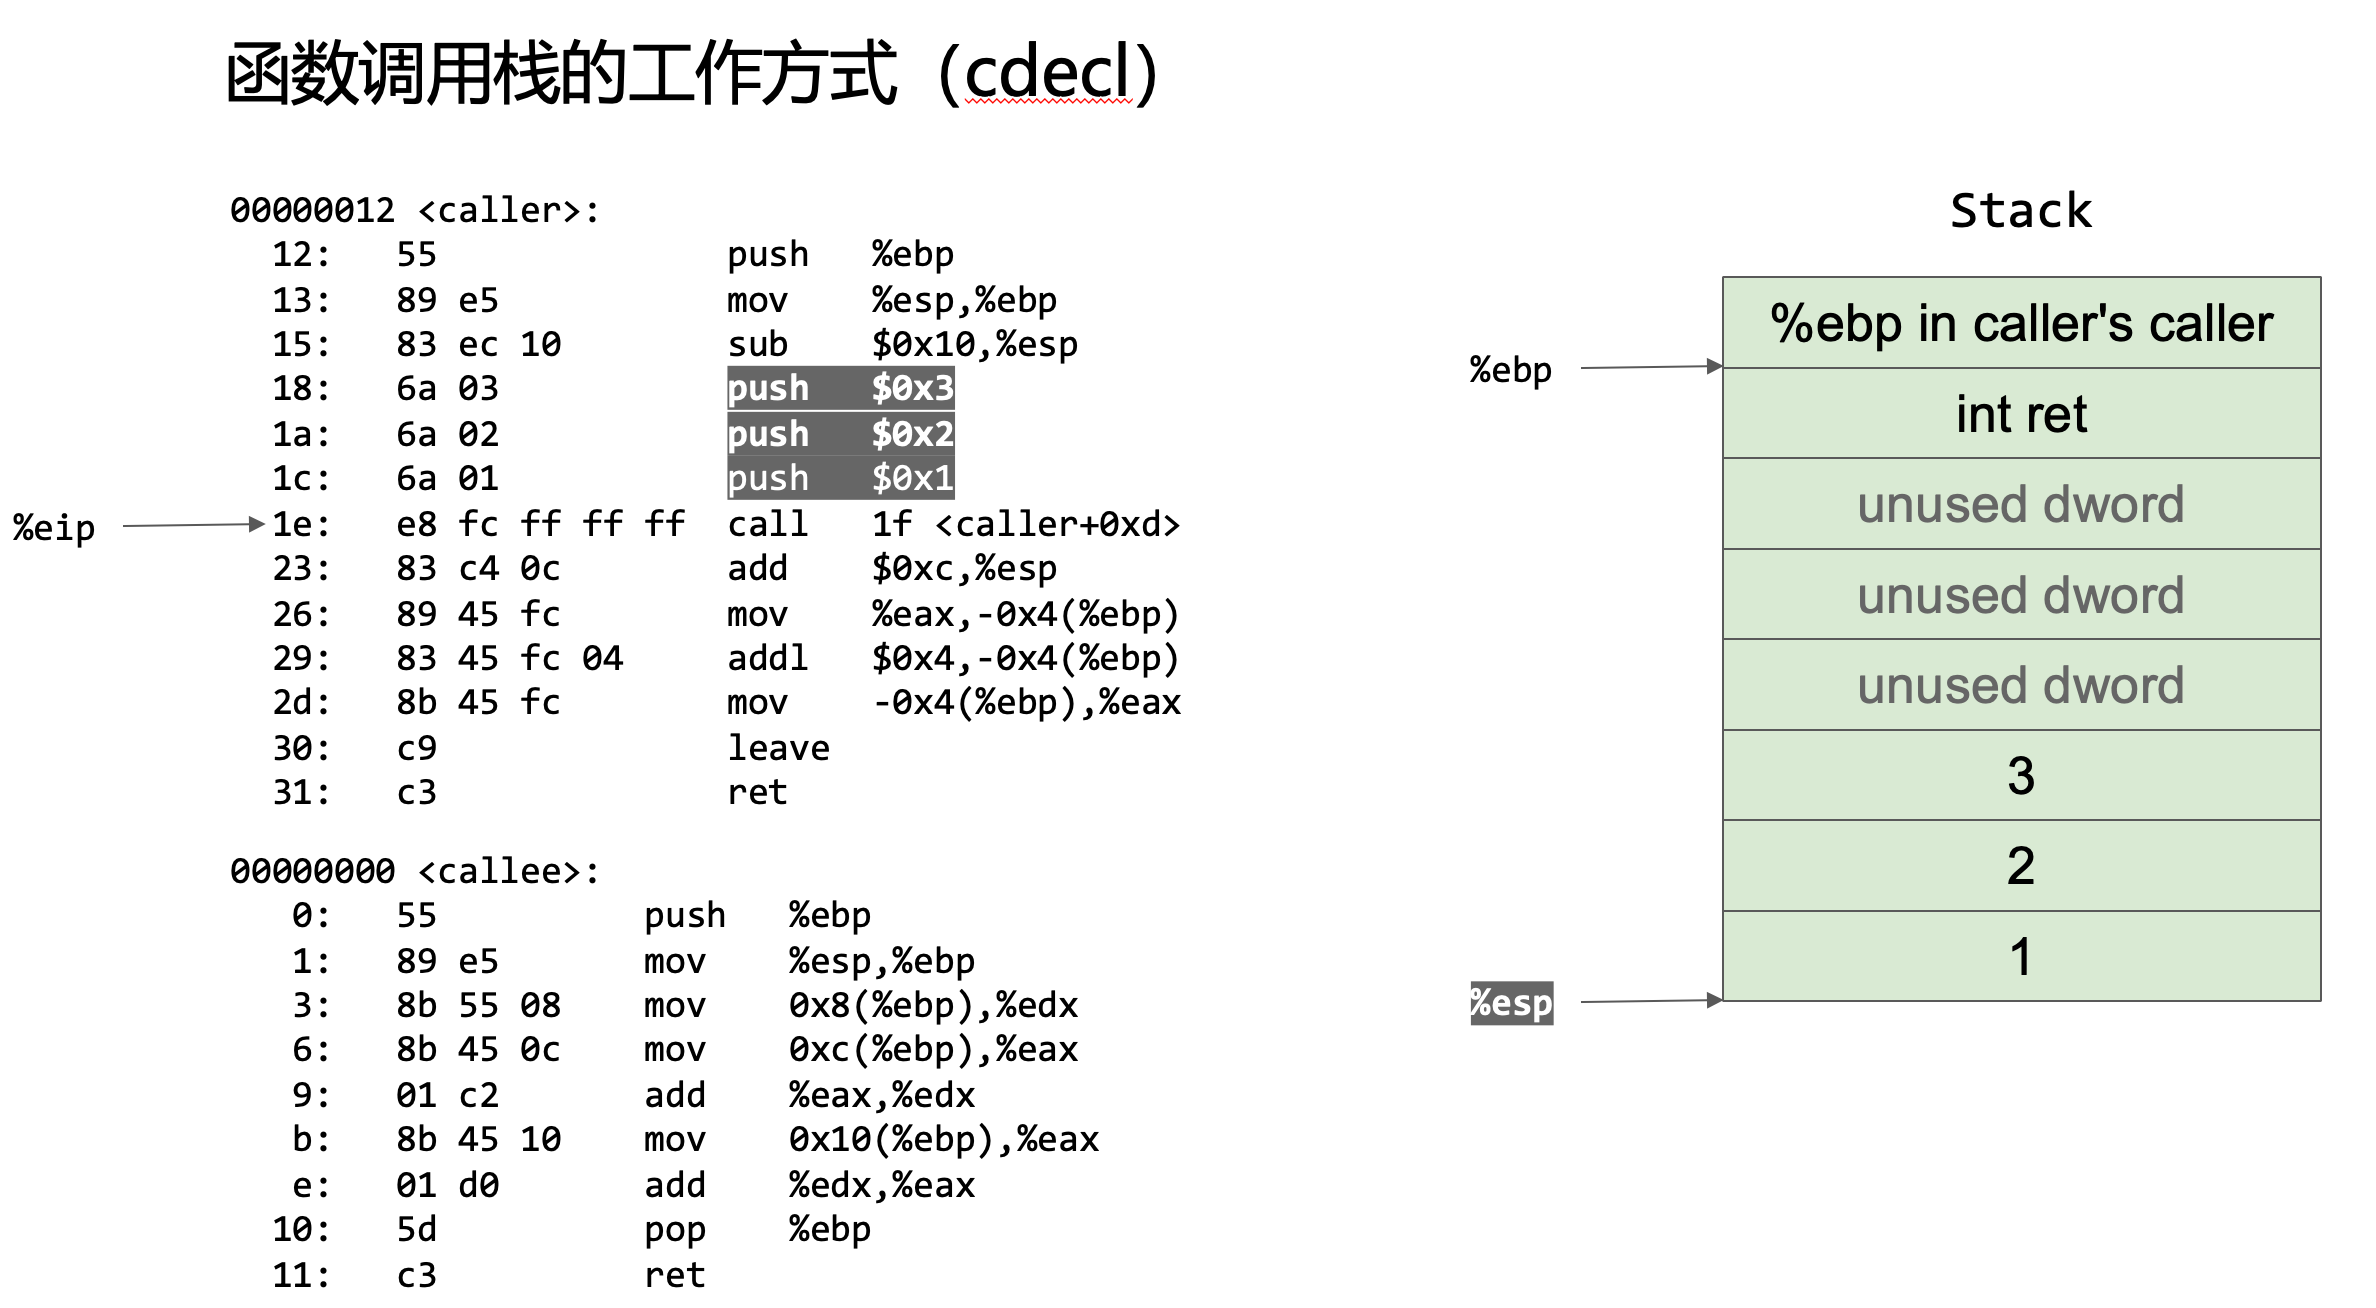 函数调用栈的工作方式（cdecl）
00000012 <caller>:
12: 55 push %ebp
13: 89 e5 mov %esp,%ebp
15: 83 ec 10 sub $0x10,%esp
18: 6a 03 push $0x3
1a: 6a 02 push $0x2
1c: 6a 01 push $0x1
%eip
1e: e8 fc ff ff ff call 1f <caller+0xd>
23: 83 c4 0c add $0xc,%esp
26: 89 45 fc mov %eax,-0x4(%ebp)
29: 83 45 fc 04 addl $0x4,-0x4(%ebp)
2d: 8b 45 fc mov -0x4(%ebp),%eax
30: c9 leave
31: c3 ret
00000000 <callee>:
0: 55 push %ebp
1: 89 e5 mov %esp,%ebp
3: 8b 55 08 mov 0x8(%ebp),%edx
6: 8b 45 0c mov 0xc(%ebp),%eax
9: 01 c2 add %eax,%edx
b: 8b 45 10 mov 0x10(%ebp),%eax
e: 01 d0 add %edx,%eax
10: 5d pop %ebp
11: c3 ret
Stack
%ebp in caller's caller
%ebp
int ret
unused dword
unused dword
unused dword
3
2
1
%esp